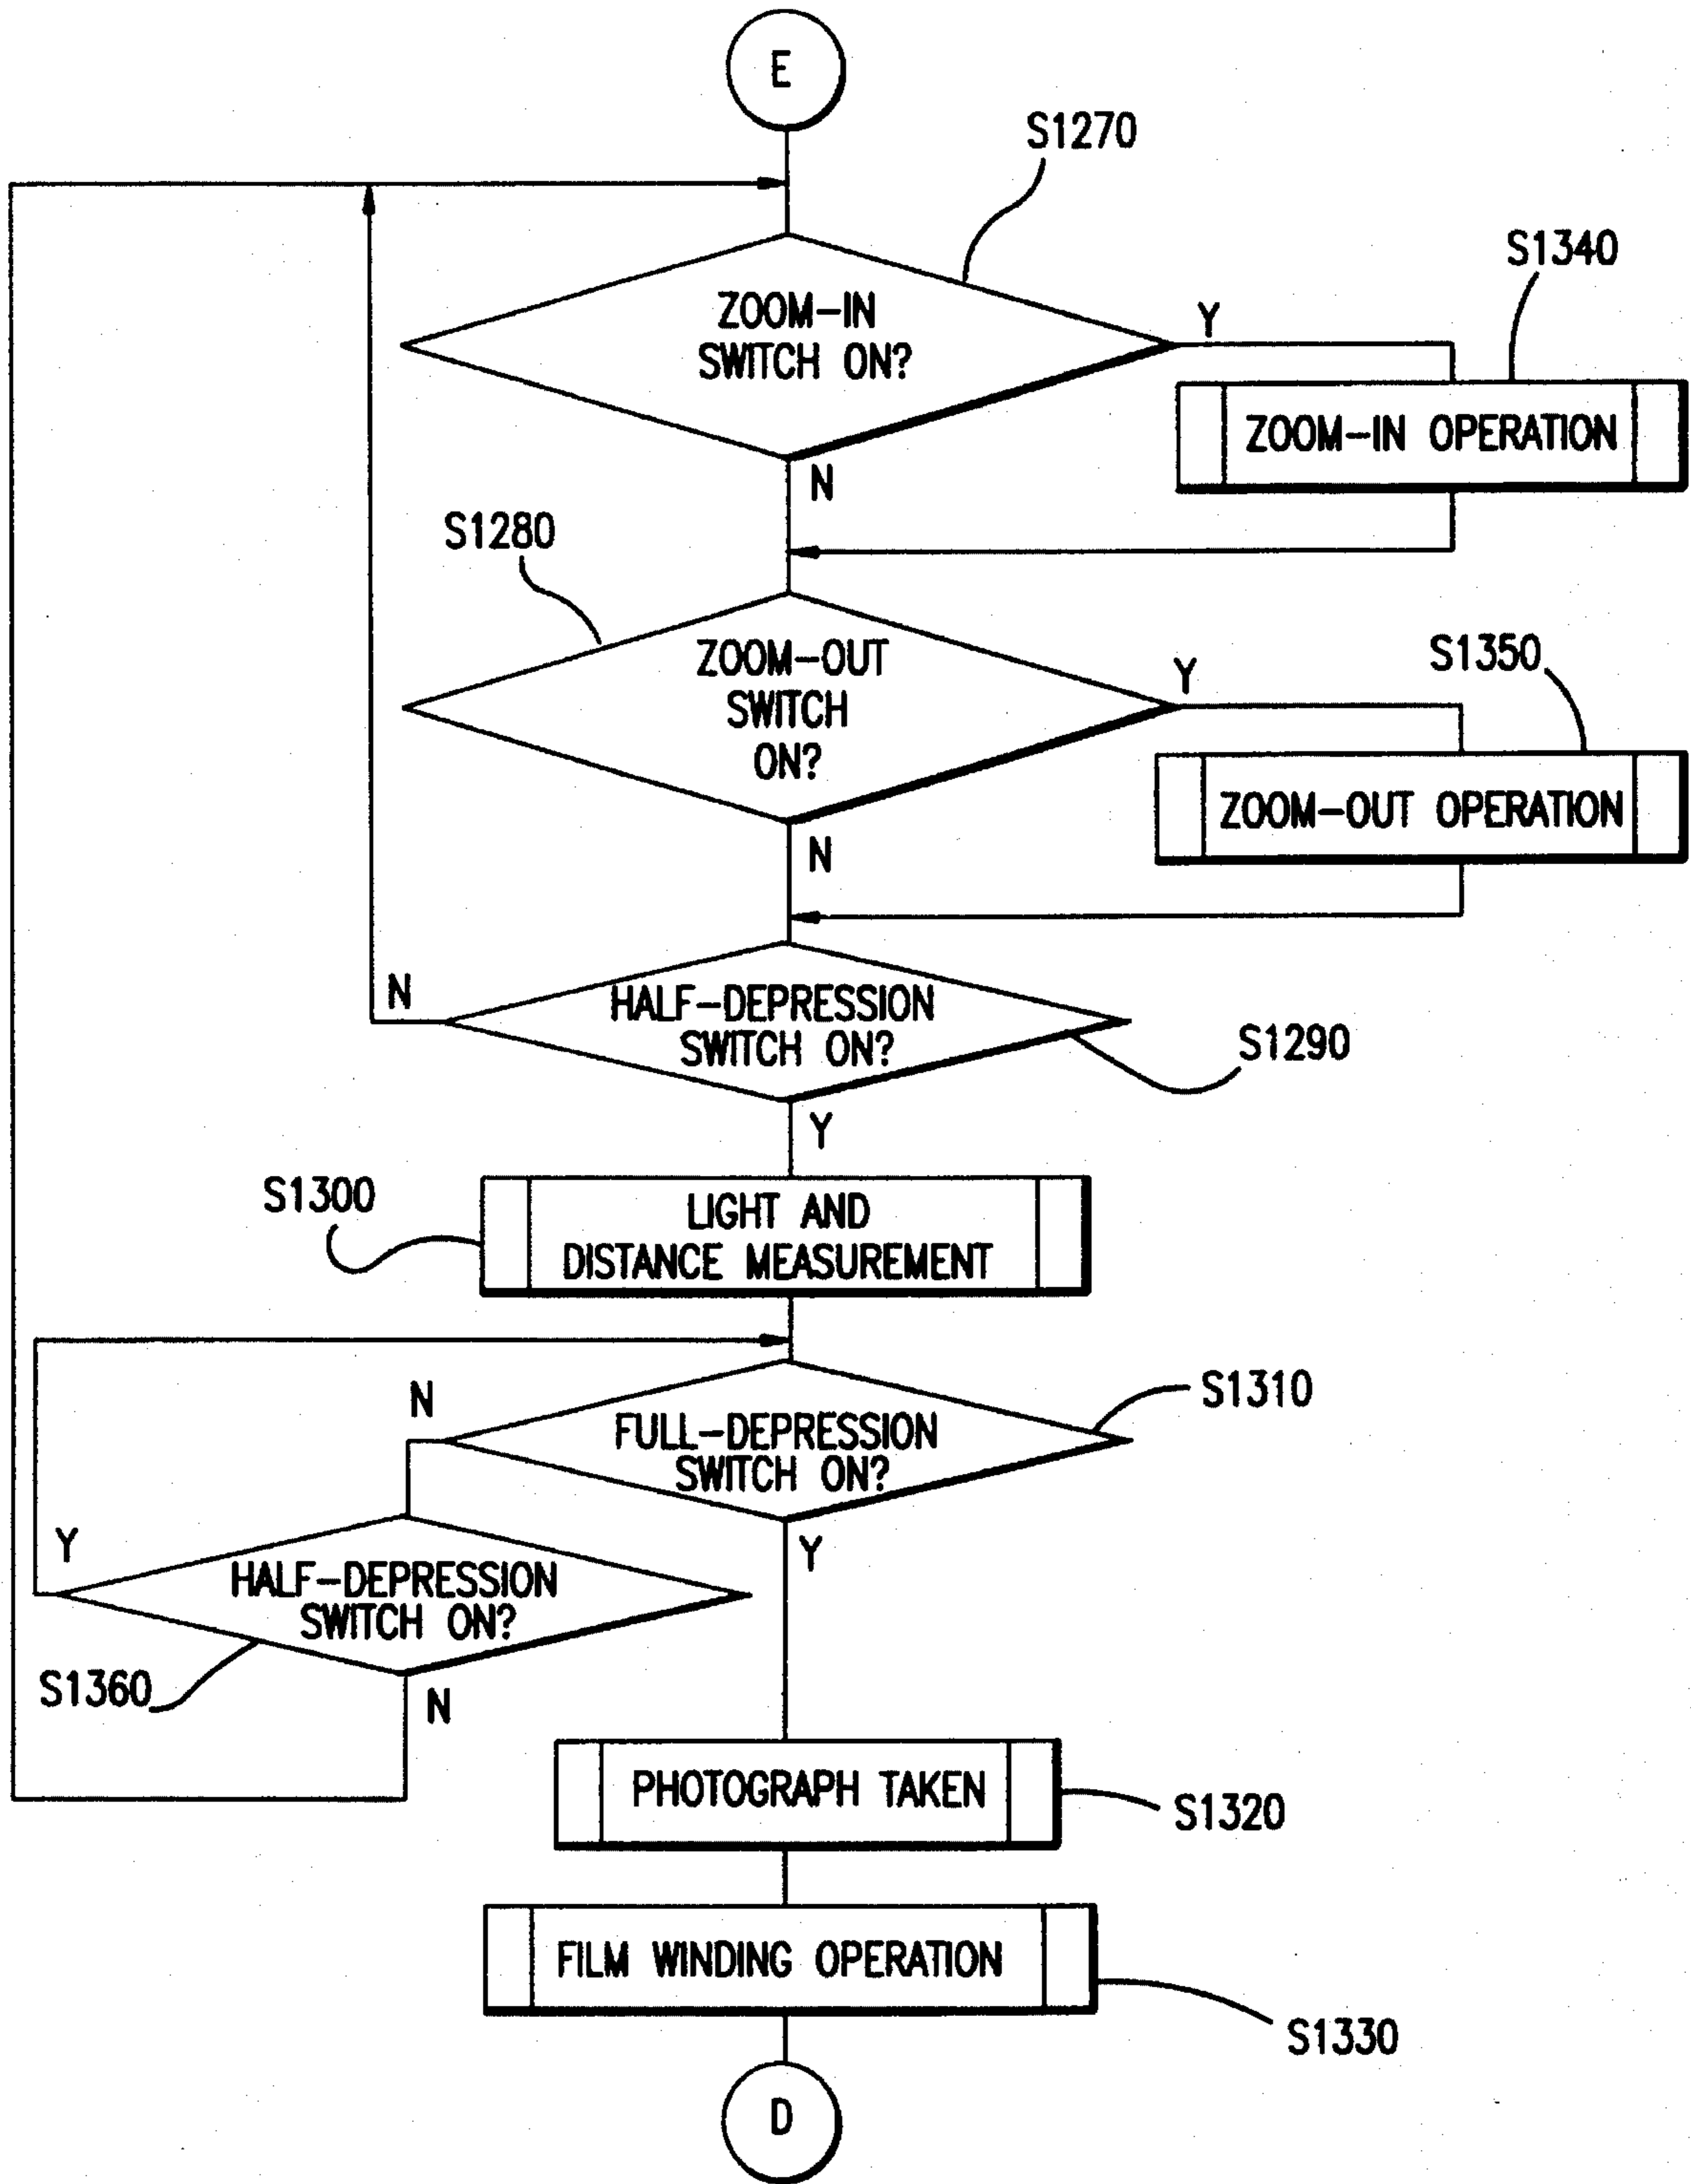 E
S1270
S1340
ZOOM-IN
SWITCH ON?
Y
ZOOM-IN OPERATION
N
S1280
ZOOM-OUT
SWITCH
ON?
Y
S1350
ZOOM-OUT OPERATION
N
N
HALF-DEPRESSION
SWITCH ON?
S1290
Y
S1300
LIGHT AND
DISTANCE MEASUREMENT
N
S1310
FULL-DEPRESSION
SWITCH ON?
Y
Y
HALF-DEPRESSION
SWITCH ON?
S1360
N
PHOTOGRAPH TAKEN
S1320
FILM WINDING OPERATION
S1330
D